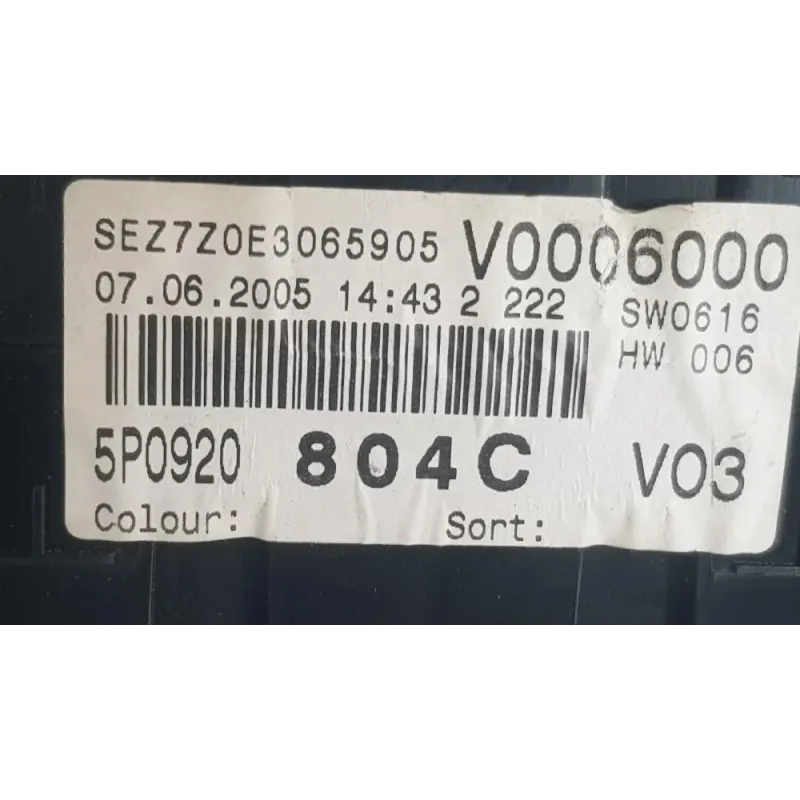 SEZ7Z0E3065905 V0006000
07.06.2005 14:43 2 222 SW0616
HW 006
5P0920 804C V03
Colour: Sort: